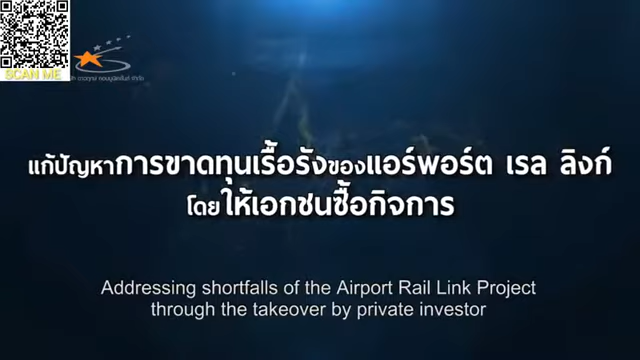 SCAN ME
แก้ปัญหาการขาดทุนเรื้อรังของแอร์พอร์ต เรล ลิงก์
โดยให้เอกชนซื้อกิจการ
Addressing shortfalls of the Airport Rail Link Project
through the takeover by private investor